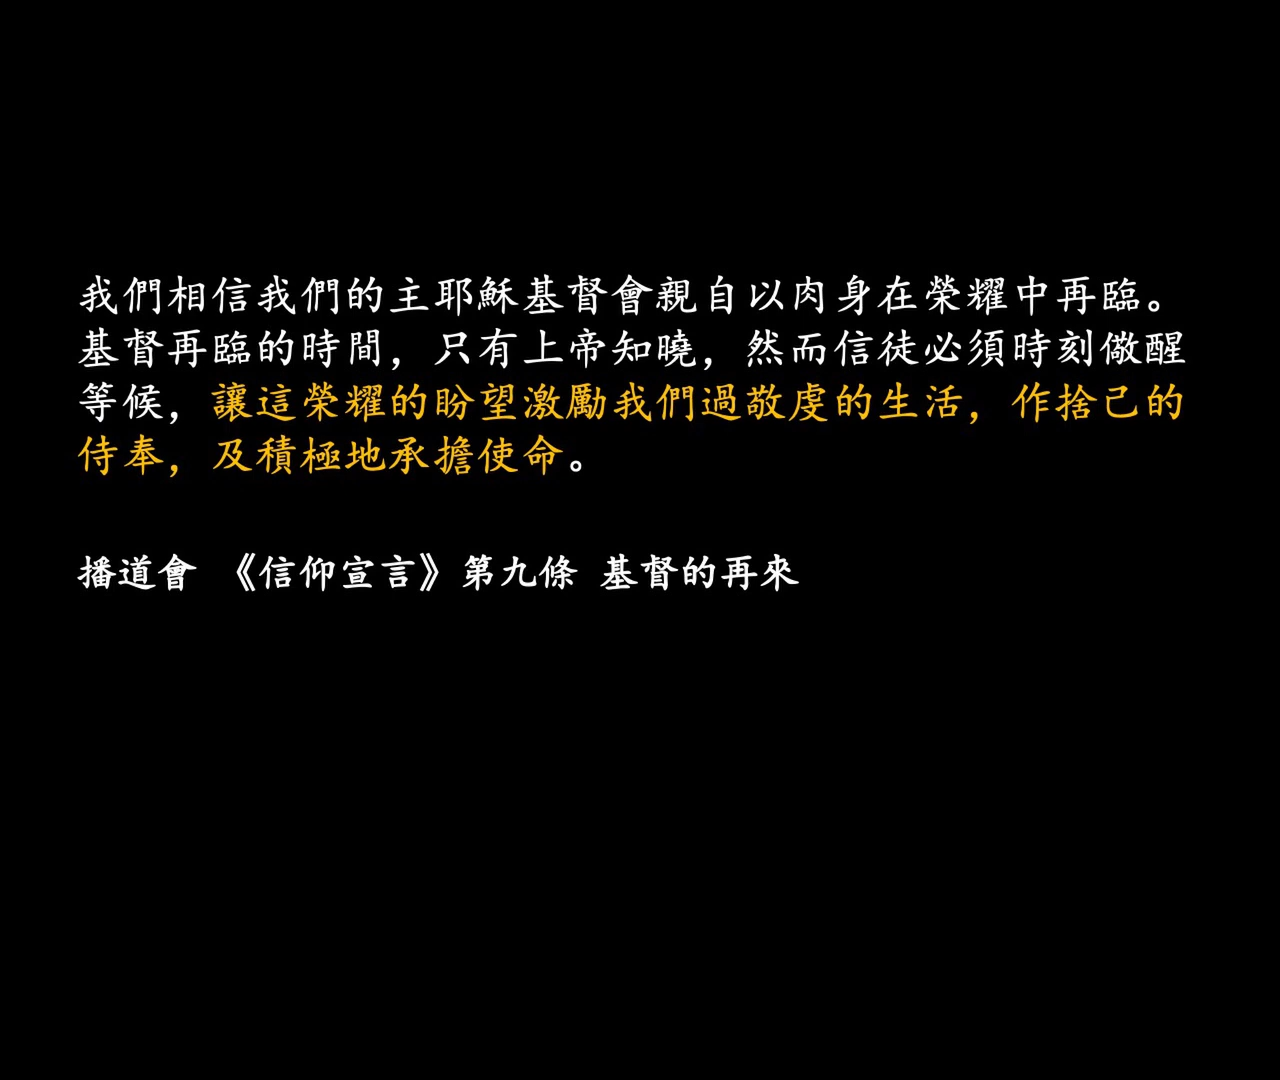 我們相信我們的主耶穌基督會親自以肉身在榮耀中再臨。
基督再臨的時間，只有上帝知曉，然而信徒必須時刻儆醒
等候，讓這榮耀的盼望激勵我們過敬虔的生活，作捨己的
侍奉，及積極地承擔使命。
播道會 《信仰宣言》第九條 基督的再來